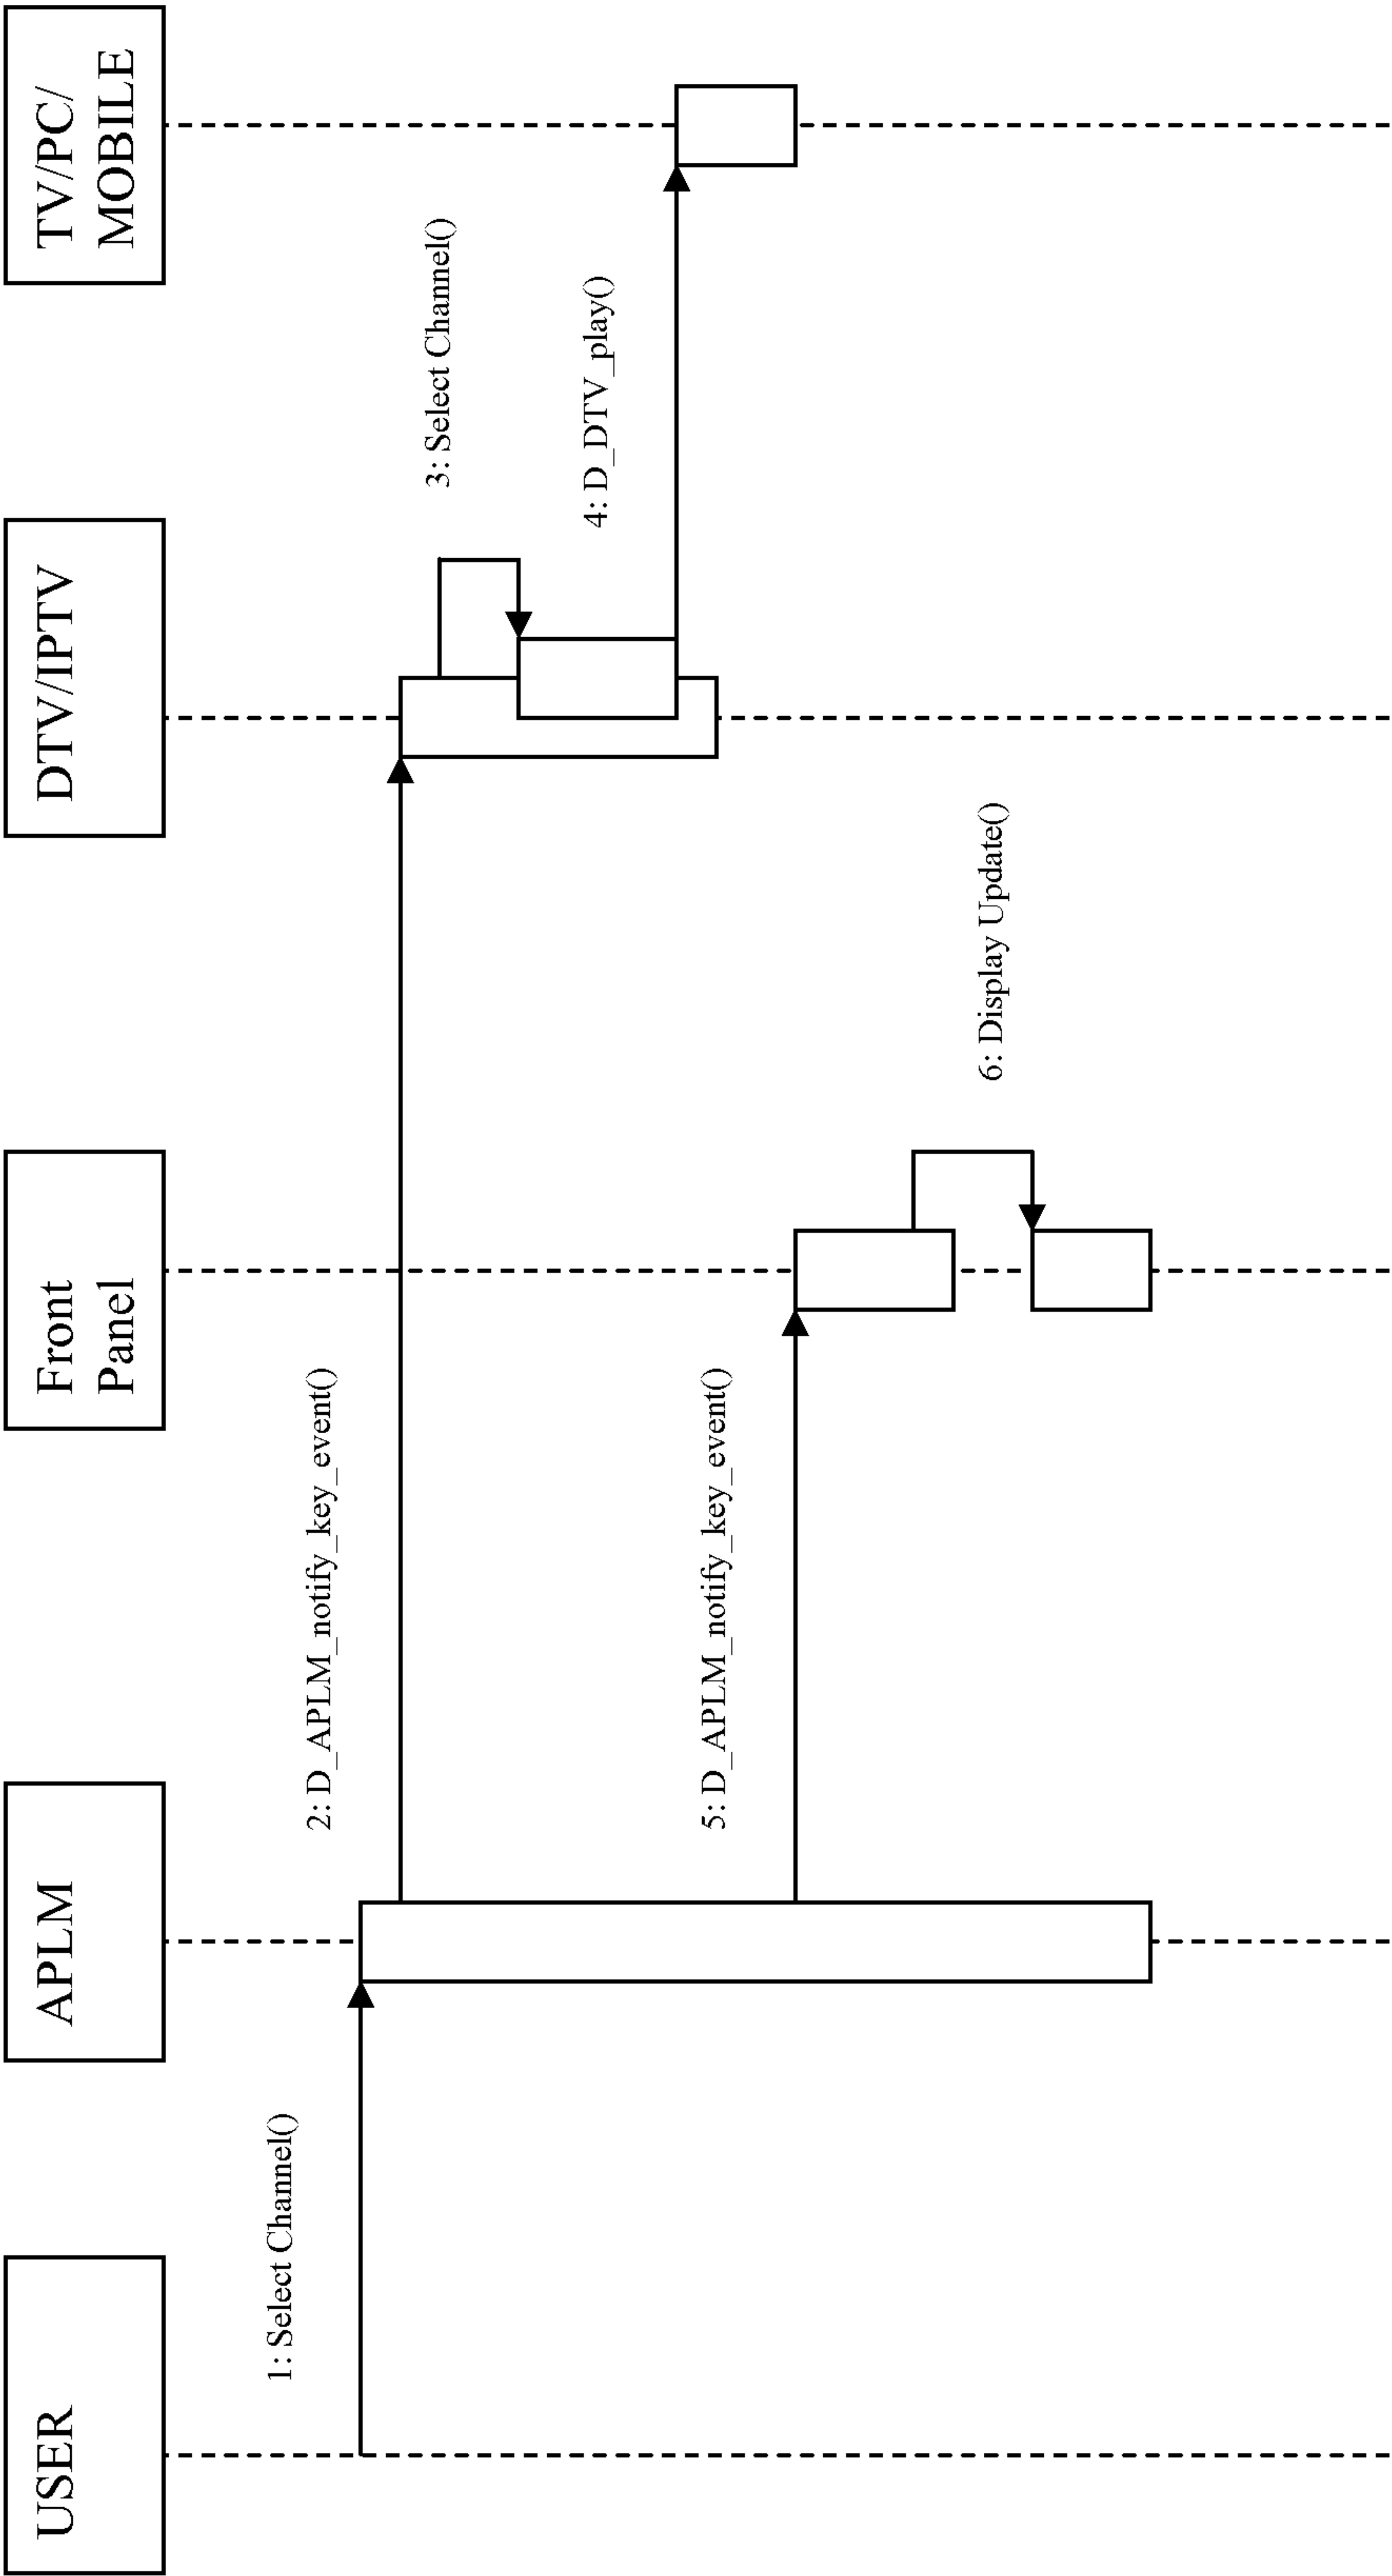 USER
APLM
Front
Panel
DTV/IPTV
TV/PC/
MOBILE
1: Select Channel()
2: D_APLM_notify_key_event()
3: Select Channel()
4: D_DTV_play()
5: D_APLM_notify_key_event()
6: Display Update()